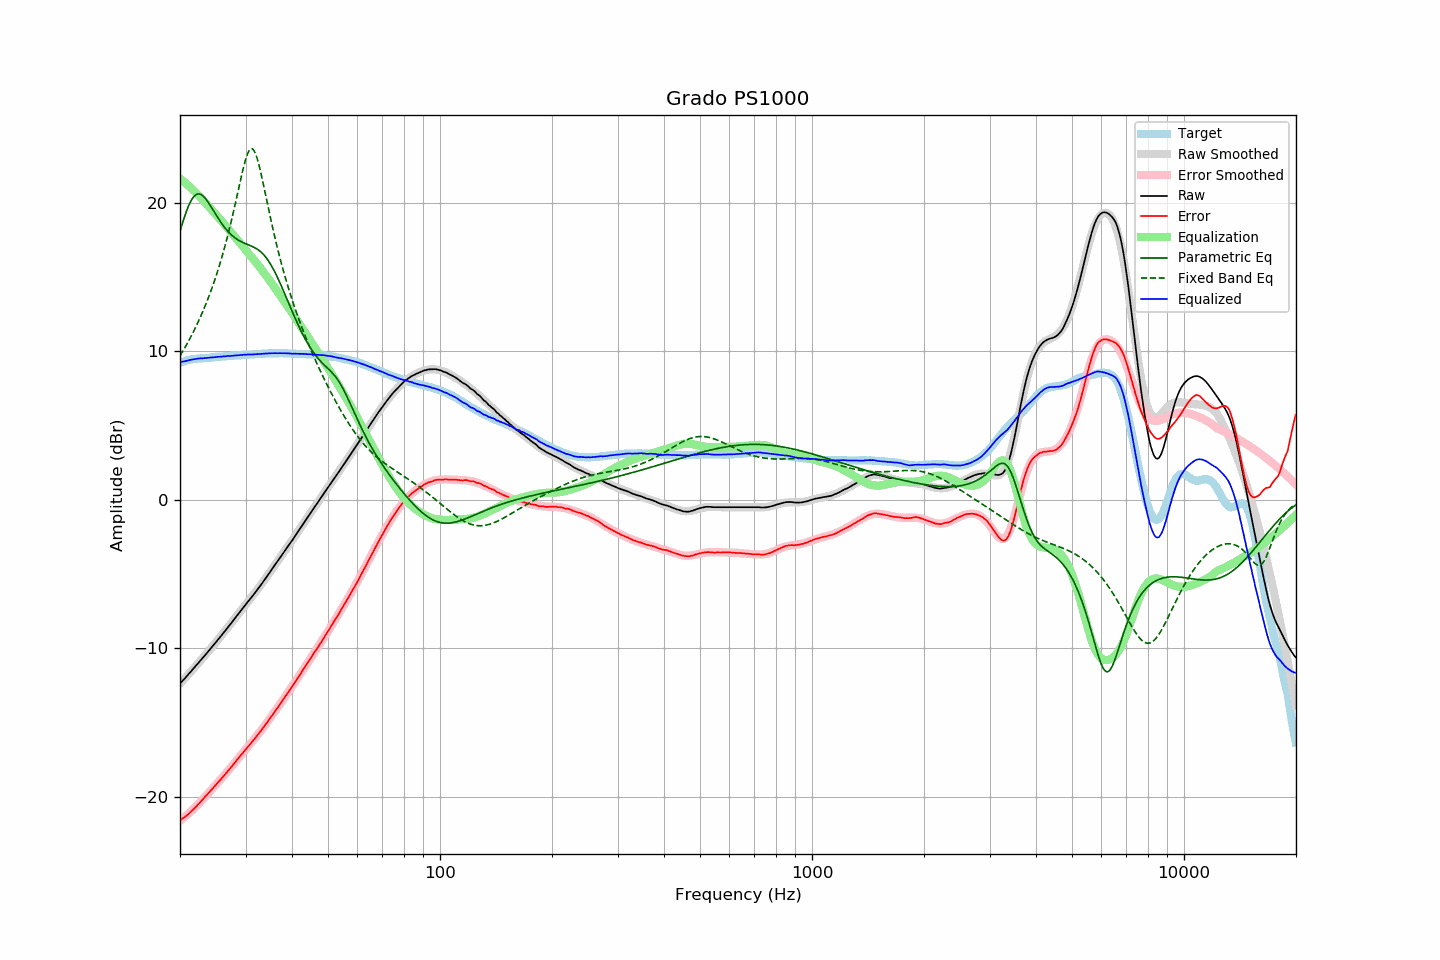 Grado PS1000
Target
Raw Smoothed
Error Smoothed
Raw
Error
Equalization
Parametric Eq
Fixed Band Eq
Equalized
20
10
0
−10
−20
Amplitude (dBr)
100
1000
10000
Frequency (Hz)